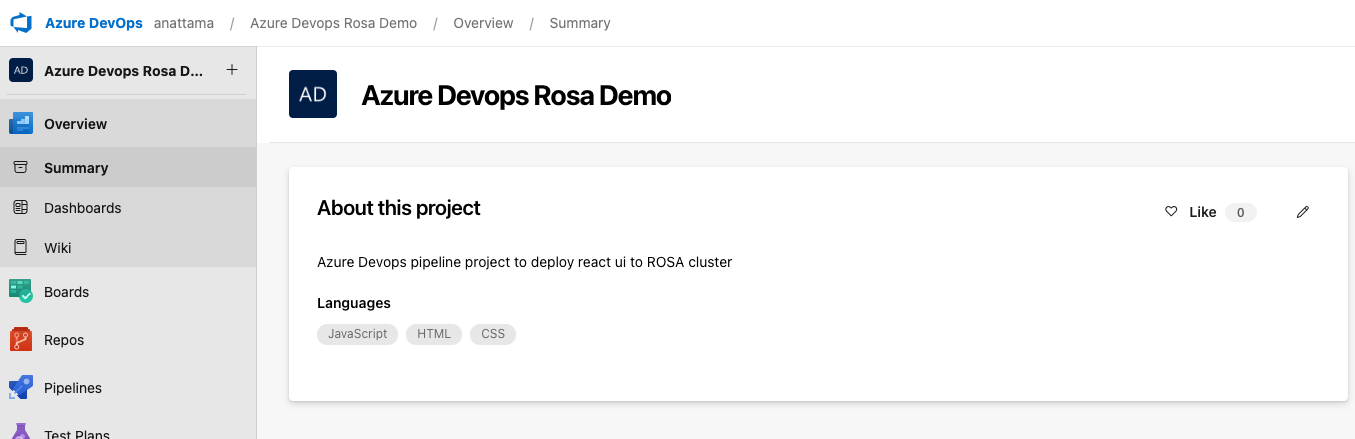 Azure DevOps anattama / Azure Devops Rosa Demo / Overview / Summary
AD Azure Devops Rosa D... +
Overview
Summary
Dashboards
Wiki
Boards
Repos
Pipelines
Test Plans
AD Azure Devops Rosa Demo
About this project
Like 0
Azure Devops pipeline project to deploy react ui to ROSA cluster
Languages
JavaScript HTML CSS